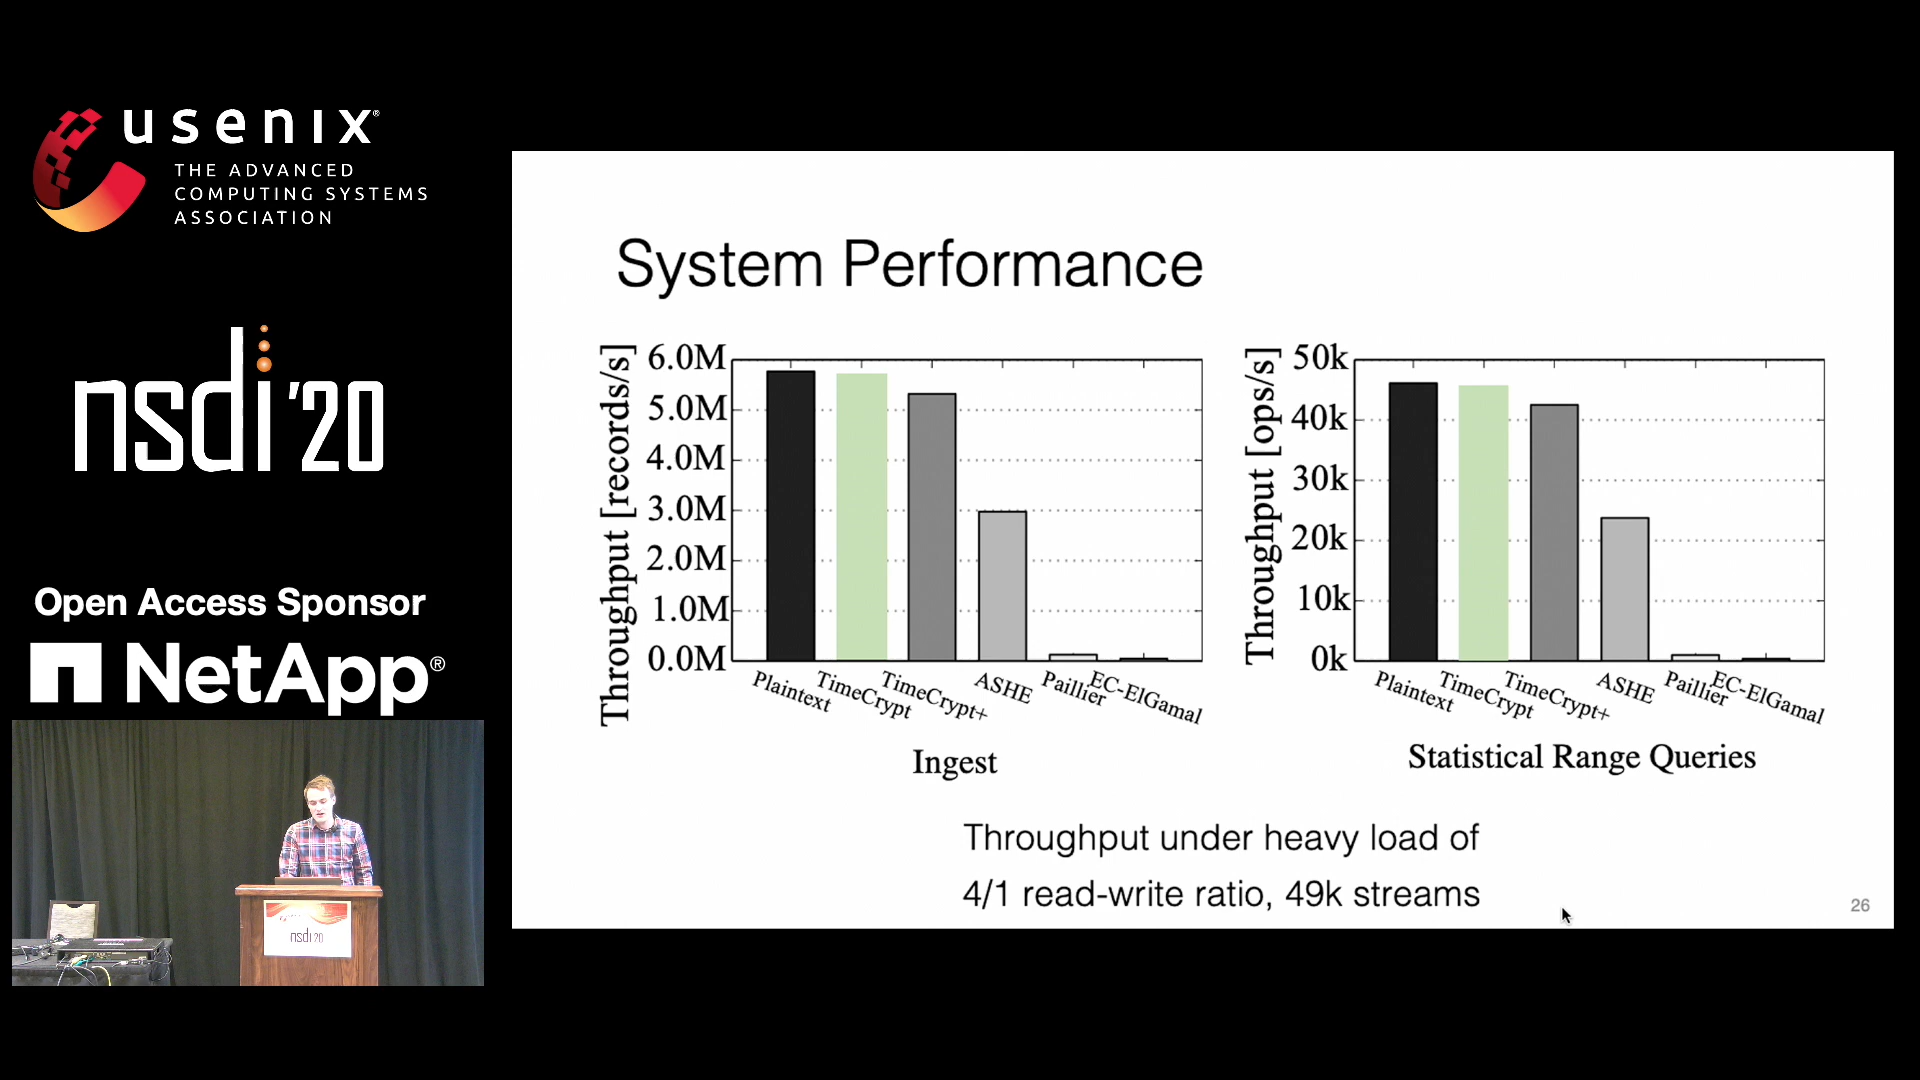 usenix®
THE ADVANCED
COMPUTING SYSTEMS
ASSOCIATION
nsdi '20
Open Access Sponsor
NetApp®
nsdi 20
System Performance
Throughput [records/s]
6.0M
5.0M
4.0M
3.0M
2.0M
1.0M
0.0M
Plaintext
TimeCrypt
TimeCrypt+
ASHE
Paillier
EC-ElGamal
Ingest
Throughput [ops/s]
50k
40k
30k
20k
10k
0k
Plaintext
TimeCrypt
TimeCrypt+
ASHE
Paillier
EC-ElGamal
Statistical Range Queries
Throughput under heavy load of
4/1 read-write ratio, 49k streams
26